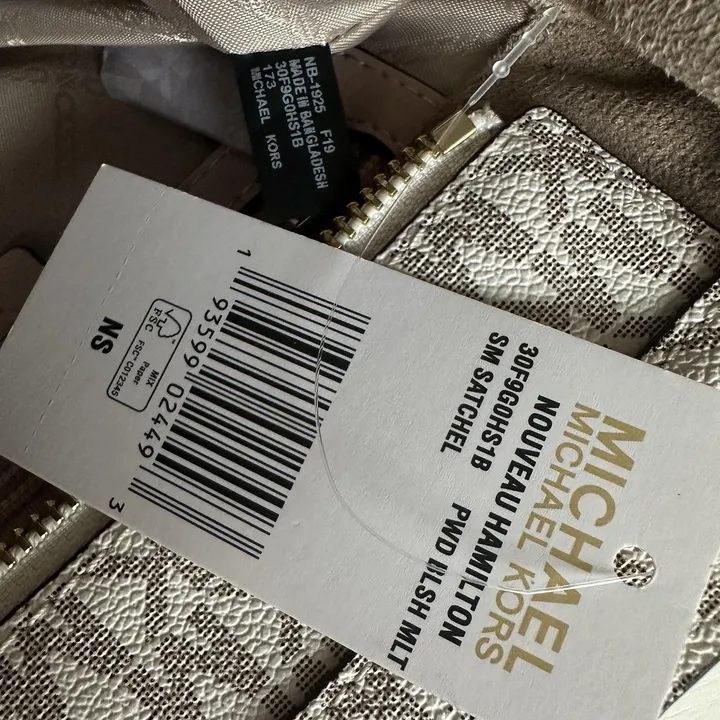 NB-1925 F19
MADE IN BANGLADESH
30F9G0HS1B
173
MICHAEL KORS
MICHAEL
MICHAEL KORS
NOUVEAU HAMILTON
30F9G0HS1B PWD BLSH MLT
SM SATCHEL
1 93599 02449 3
FSC
MIX
Paper
FSC™ C012345
NS